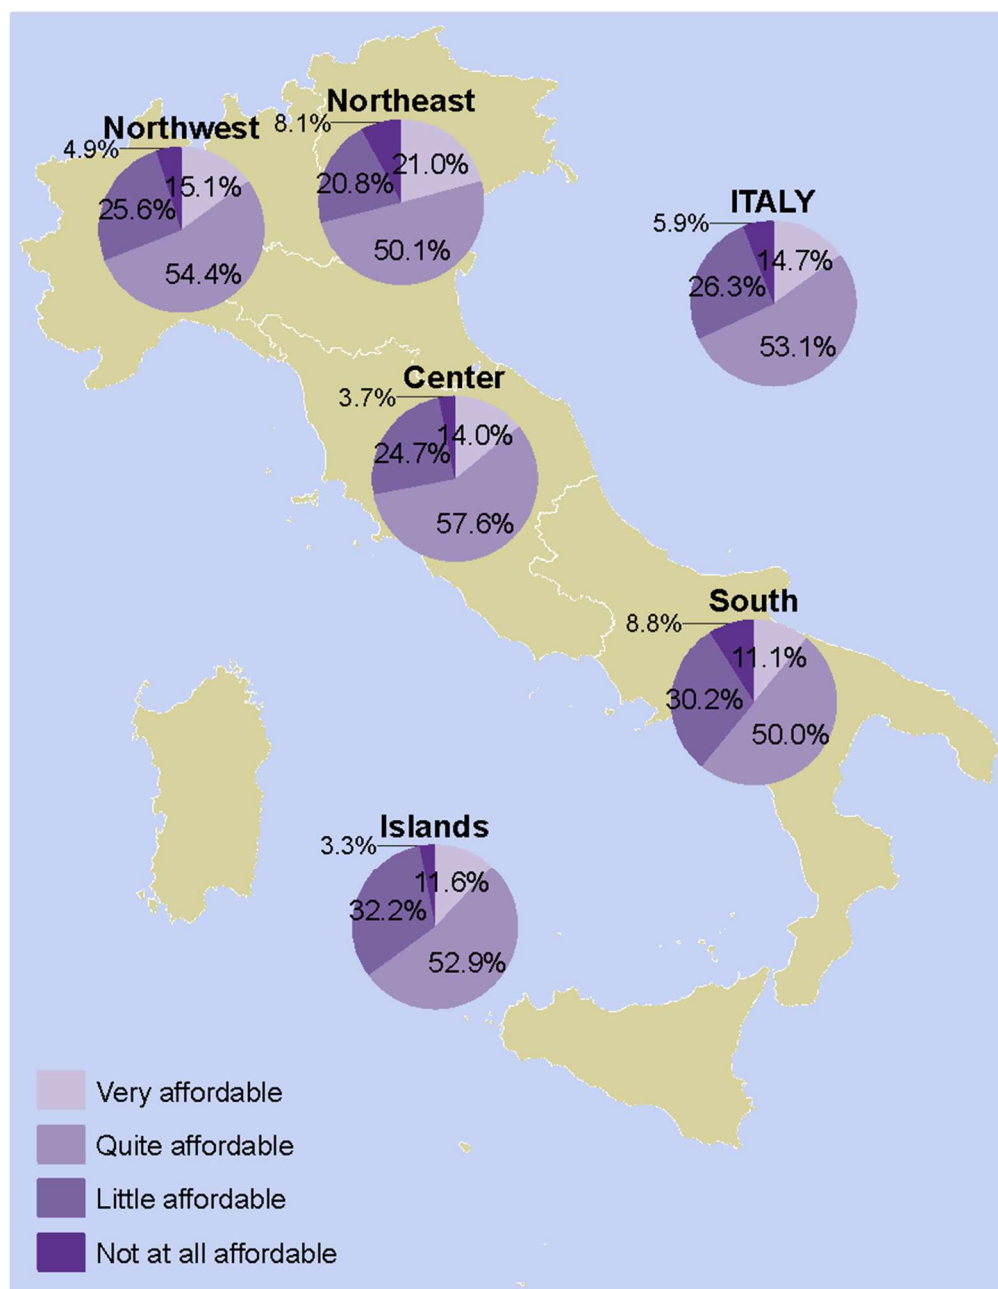 Northeast
8.1%
21.0%
20.8%
50.1%
Northwest
4.9%
15.1%
25.6%
54.4%
ITALY
5.9%
14.7%
26.3%
53.1%
Center
3.7%
14.0%
24.7%
57.6%
South
8.8%
11.1%
30.2%
50.0%
Islands
3.3%
11.6%
32.2%
52.9%
Very affordable
Quite affordable
Little affordable
Not at all affordable